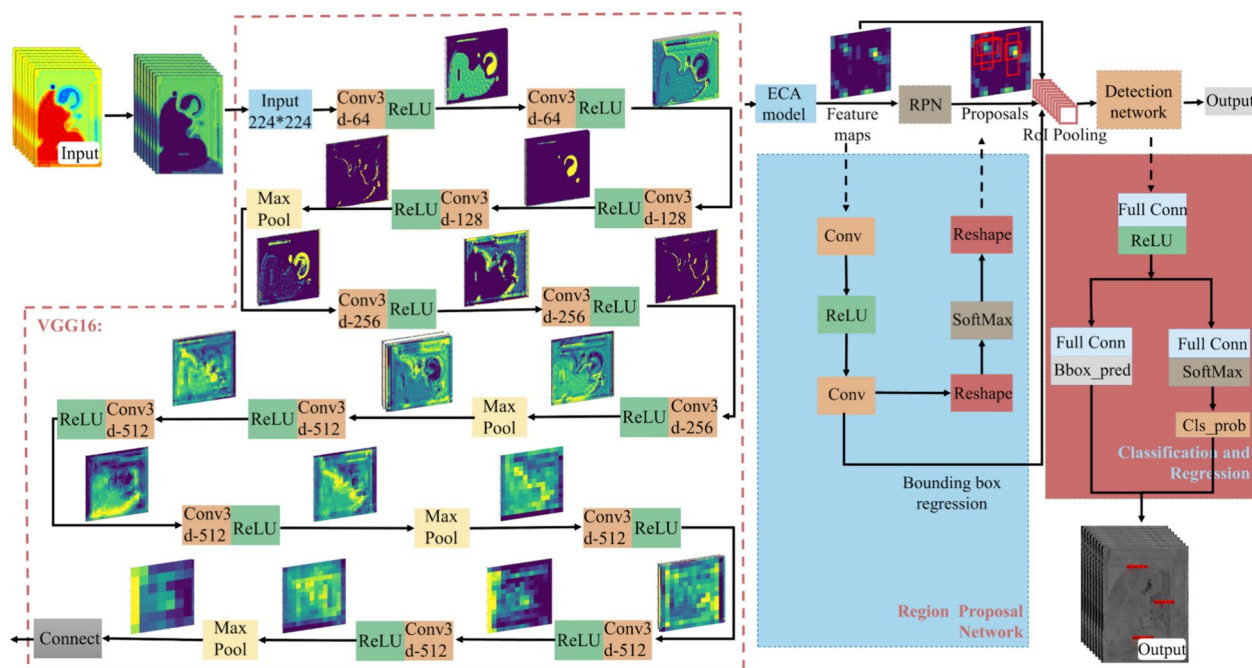 Input
Input
224*224
Conv3
d-64
ReLU
Conv3
d-64
ReLU
Max
Pool
ReLU
Conv3
d-128
ReLU
Conv3
d-128
Conv3
d-256
ReLU
Conv3
d-256
ReLU
VGG16:
ReLU
Conv3
d-512
ReLU
Conv3
d-512
Max
Pool
ReLU
Conv3
d-256
Conv3
d-512
ReLU
Max
Pool
Conv3
d-512
ReLU
Connect
Max
Pool
ReLU
Conv3
d-512
ReLU
Conv3
d-512
ECA
model
Feature
maps
RPN
Proposals
RoI Pooling
Detection
network
Output
Conv
ReLU
Conv
Reshape
SoftMax
Reshape
Bounding box
regression
Region Proposal
Network
Full Conn
ReLU
Full Conn
Bbox_pred
Full Conn
SoftMax
Cls_prob
Classification and
Regression
Output